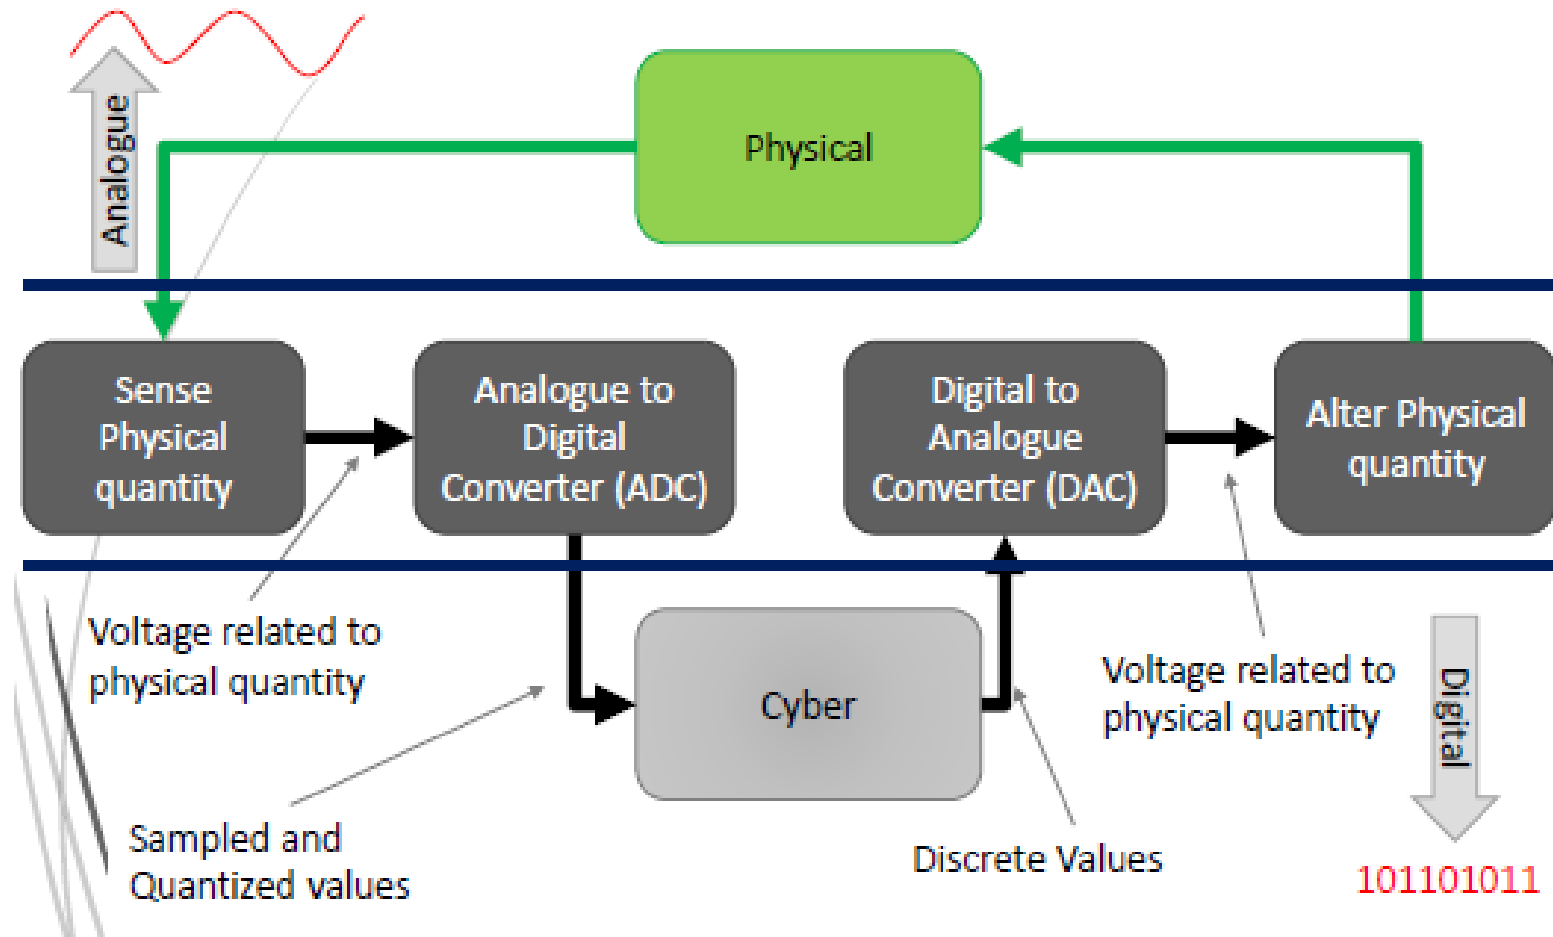 Analogue
Physical
Sense
Physical
quantity
Analogue to
Digital
Converter (ADC)
Digital to
Analogue
Converter (DAC)
Alter Physical
quantity
Voltage related to
physical quantity
Cyber
Voltage related to
physical quantity
Digital
Sampled and
Quantized values
Discrete Values
101101011